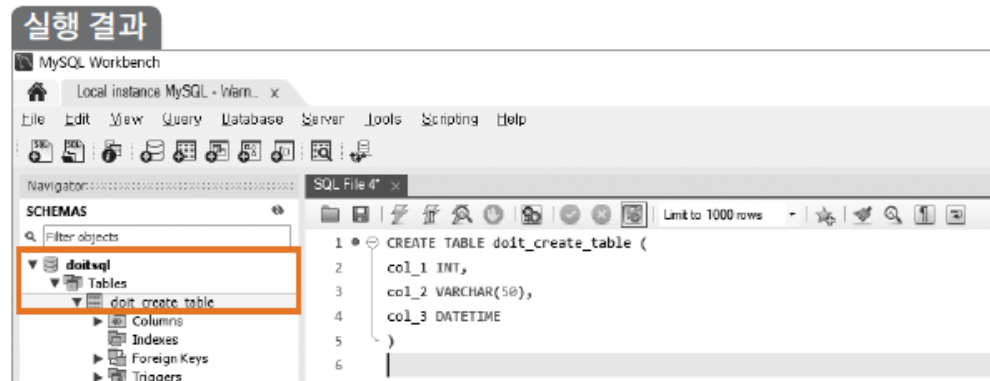 실행 결과
MySQL Workbench
Local instance MySQL - Warn... x
File Edit View Query Database Server Tools Scripting Help
Navigator
SQL File 4* x
SCHEMAS
Limit to 1000 rows
Filter objects
1 CREATE TABLE doit_create_table (
2 col_1 INT,
3 col_2 VARCHAR(50),
4 col_3 DATETIME
5 )
6
doitsql
Tables
doit_create_table
Columns
Indexes
Foreign Keys
Triggers